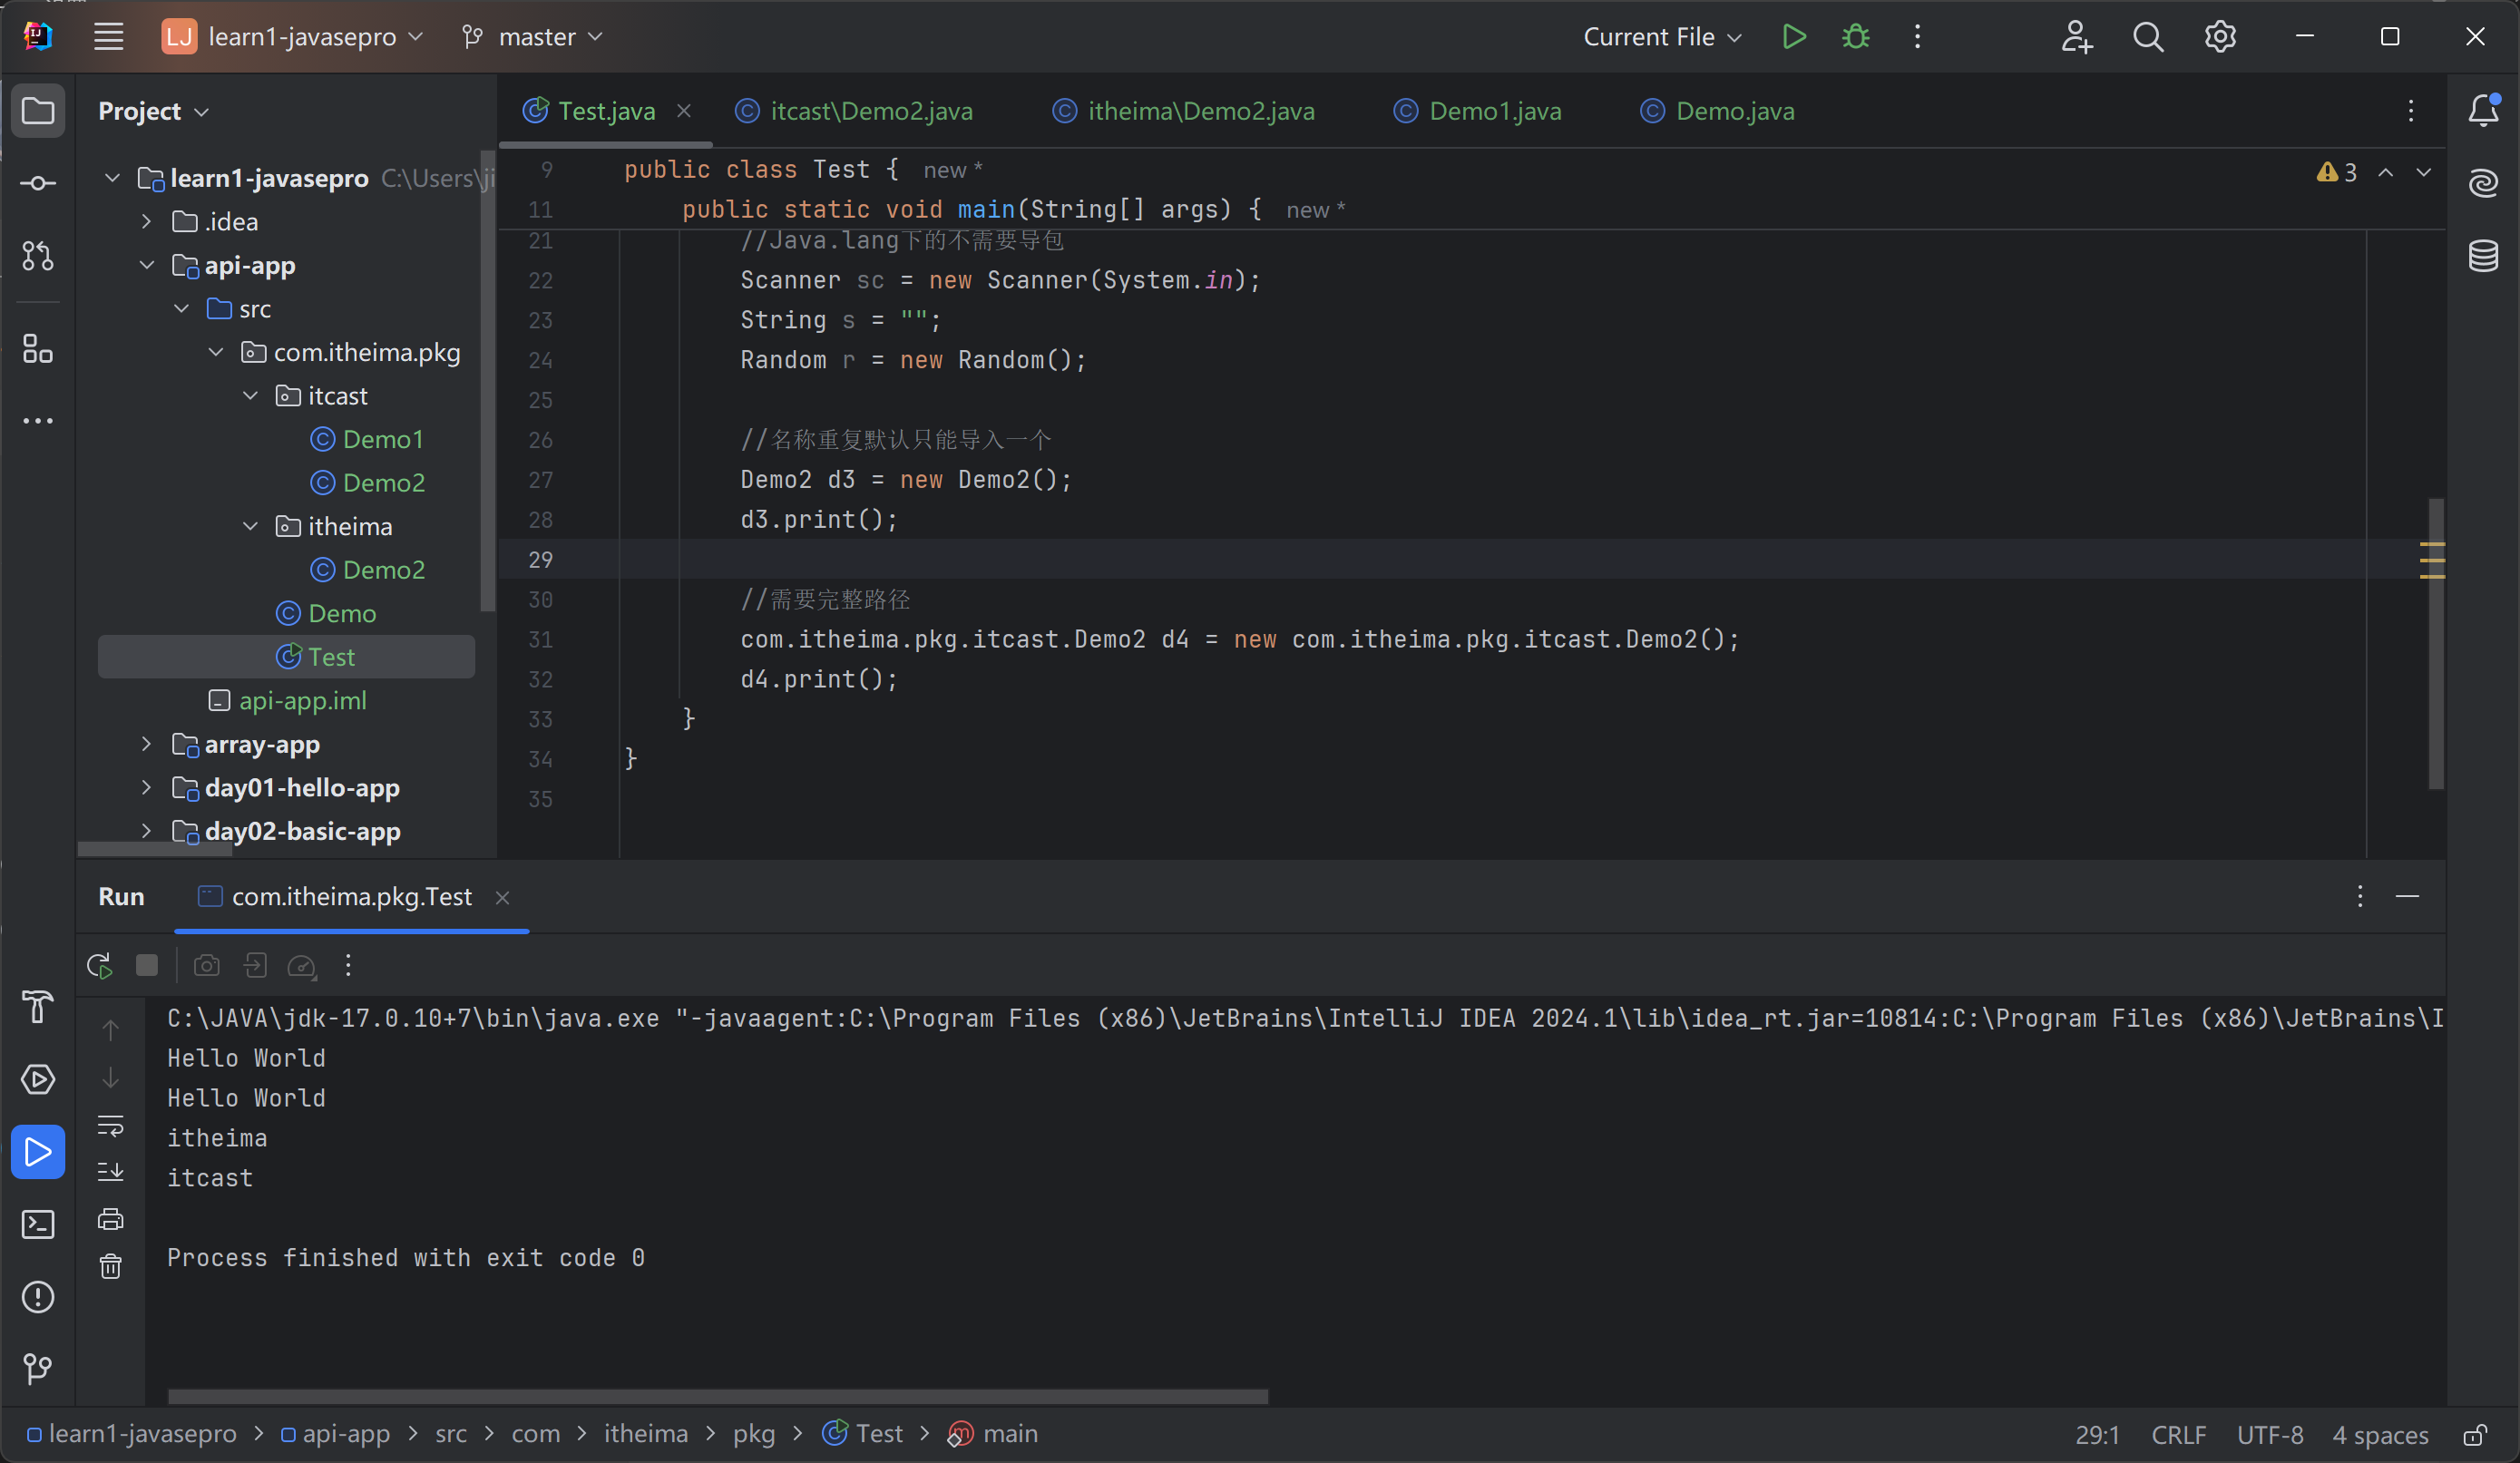 LJ learn1-javasepro master Current File
Project
Test.java itcast\Demo2.java itheima\Demo2.java Demo1.java Demo.java
learn1-javasepro C:\Users\ji
.idea
api-app
src
com.itheima.pkg
itcast
Demo1
Demo2
itheima
Demo2
Demo
Test
api-app.iml
array-app
day01-hello-app
day02-basic-app
3
9 public class Test { new *
11 public static void main(String[] args) { new *
21 //Java.lang下的不需要导包
22 Scanner sc = new Scanner(System.in);
23 String s = "";
24 Random r = new Random();
25
26 //名称重复默认只能导入一个
27 Demo2 d3 = new Demo2();
28 d3.print();
29
30 //需要完整路径
31 com.itheima.pkg.itcast.Demo2 d4 = new com.itheima.pkg.itcast.Demo2();
32 d4.print();
33 }
34 }
35
Run com.itheima.pkg.Test
C:\JAVA\jdk-17.0.10+7\bin\java.exe "-javaagent:C:\Program Files (x86)\JetBrains\IntelliJ IDEA 2024.1\lib\idea_rt.jar=10814:C:\Program Files (x86)\JetBrains\I
Hello World
Hello World
itheima
itcast
Process finished with exit code 0
learn1-javasepro > api-app > src > com > itheima > pkg > Test > main 29:1 CRLF UTF-8 4 spaces